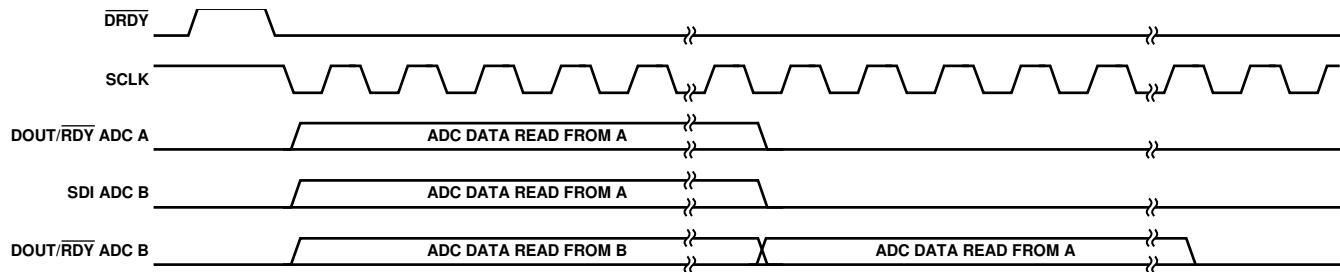 DRDY
SCLK
DOUT/RDY ADC A
ADC DATA READ FROM A
SDI ADC B
ADC DATA READ FROM A
DOUT/RDY ADC B
ADC DATA READ FROM B
ADC DATA READ FROM A